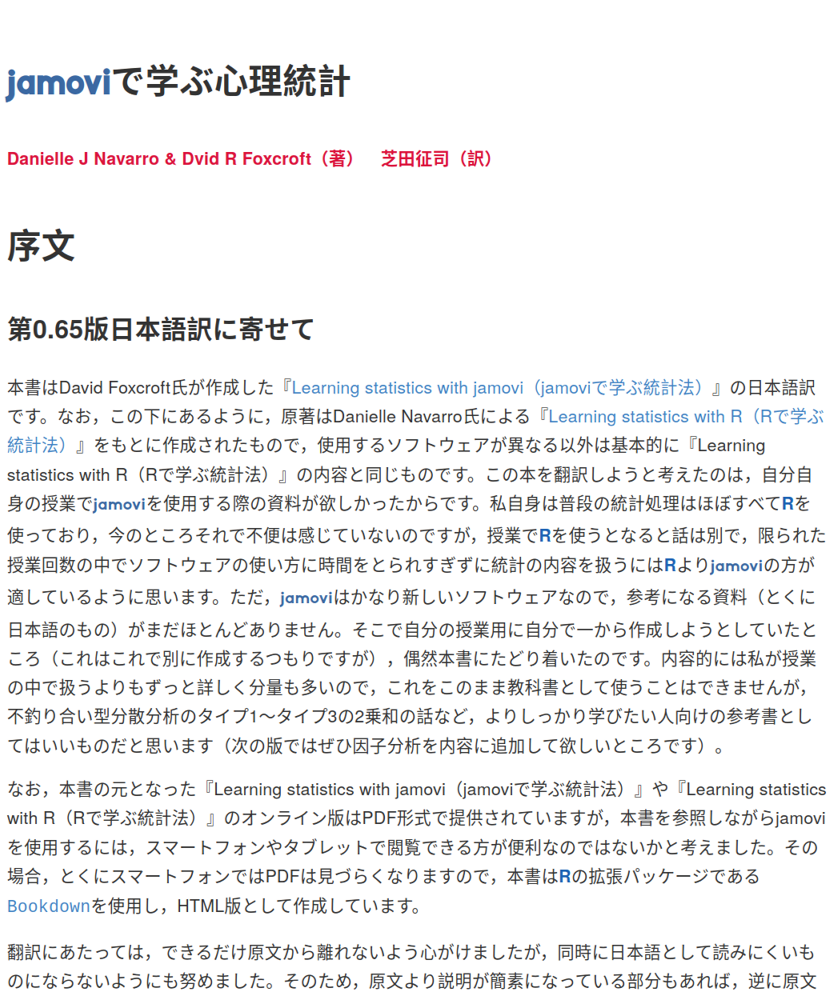 jamoviで学ぶ心理統計
Danielle J Navarro & Dvid R Foxcroft（著）　芝田征司（訳）
序文
第0.65版日本語訳に寄せて
本書はDavid Foxcroft氏が作成した『Learning statistics with jamovi（jamoviで学ぶ統計法）』の日本語訳
です。なお，この下にあるように，原著はDanielle Navarro氏による『Learning statistics with R（Rで学ぶ
統計法）』をもとに作成されたもので，使用するソフトウェアが異なる以外は基本的に『Learning
statistics with R（Rで学ぶ統計法）』の内容と同じものです。この本を翻訳しようと考えたのは，自分自
身の授業でjamoviを使用する際の資料が欲しかったからです。私自身は普段の統計処理はほぼすべてRを
使っており，今のところそれで不便は感じていないのですが，授業でRを使うとなると話は別で，限られた
授業回数の中でソフトウェアの使い方に時間をとられすぎずに統計の内容を扱うにはRよりjamoviの方が
適しているように思います。ただ，jamoviはかなり新しいソフトウェアなので，参考になる資料（とくに
日本語のもの）がまだほとんどありません。そこで自分の授業用に自分で一から作成しようとしていたと
ころ（これはこれで別に作成するつもりですが），偶然本書にたどり着いたのです。内容的には私が授業
の中で扱うよりもずっと詳しく分量も多いので，これをこのまま教科書として使うことはできませんが，
不釣り合い型分散分析のタイプ1〜タイプ3の2乗和の話など，よりしっかり学びたい人向けの参考書とし
てはいいものだと思います（次の版ではぜひ因子分析を内容に追加して欲しいところです）。
なお，本書の元となった『Learning statistics with jamovi（jamoviで学ぶ統計法）』や『Learning statistics
with R（Rで学ぶ統計法）』のオンライン版はPDF形式で提供されていますが，本書を参照しながらjamovi
を使用するには，スマートフォンやタブレットで閲覧できる方が便利なのではないかと考えました。その
場合，とくにスマートフォンではPDFは見づらくなりますので，本書はRの拡張パッケージである
Bookdownを使用し，HTML版として作成しています。
翻訳にあたっては，できるだけ原文から離れないよう心がけましたが，同時に日本語として読みにくいも
のにならないようにも努めました。そのため，原文より説明が簡素になっている部分もあれば，逆に原文